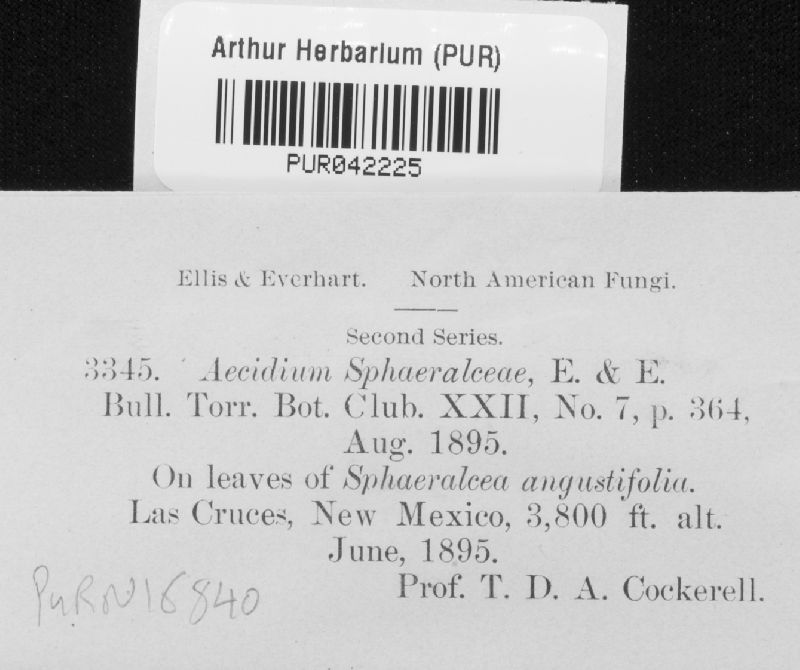 Arthur Herbarium (PUR)
PUR042225
Ellis & Everhart. North American Fungi.
Second Series.
3345. Aecidium Sphaeralceae, E. & E.
Bull. Torr. Bot. Club. XXII, No. 7, p. 364,
Aug. 1895.
On leaves of Sphaeralcea angustifolia.
Las Cruces, New Mexico, 3,800 ft. alt.
June, 1895.
Prof. T. D. A. Cockerell.